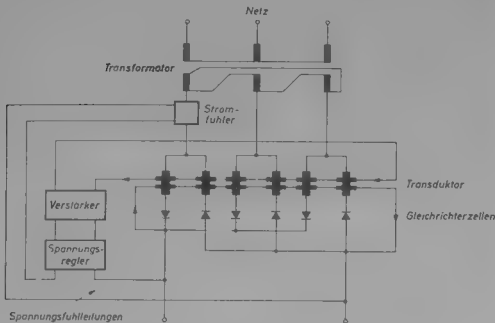 Netz
Transformator
Strom-
fühler
Transduktor
Verstärker
Gleichrichterzellen
Spannungs-
regler
Spannungsfühlleitungen